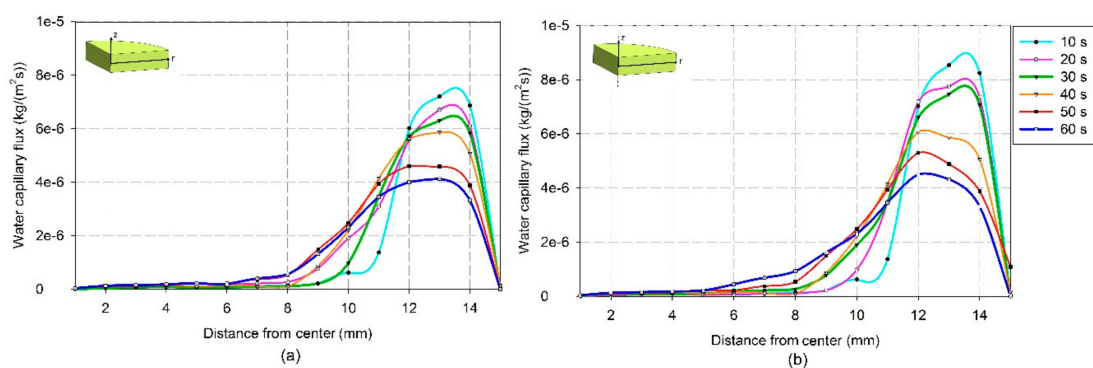 (a)
1e-5
8e-6
6e-6
4e-6
2e-6
0
Water capillary flux (kg/(m²s))
z
r
2 4 6 8 10 12 14
Distance from center (mm)
(a)
(b)
1e-5
8e-6
6e-6
4e-6
2e-6
0
Water capillary flux (kg/(m²s))
z
r
2 4 6 8 10 12 14
Distance from center (mm)
(b)
10 s
20 s
30 s
40 s
50 s
60 s